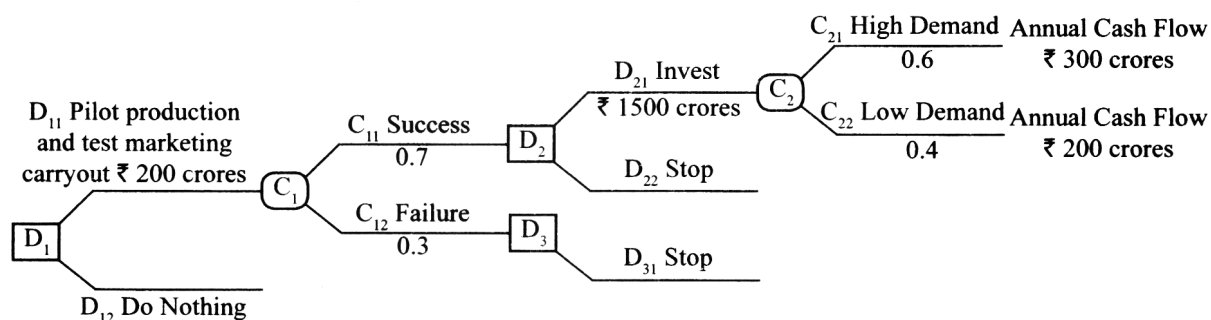 C21 High Demand Annual Cash Flow
0.6 ₹ 300 crores
D21 Invest
₹ 1500 crores
C2
C22 Low Demand Annual Cash Flow
0.4 ₹ 200 crores
D11 Pilot production
and test marketing
carryout ₹ 200 crores
C11 Success
0.7
D2
D22 Stop
C1
C12 Failure
0.3
D3
D31 Stop
D1
D12 Do Nothing